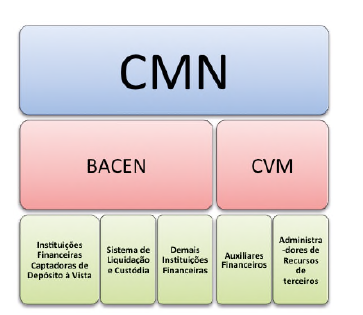 CMN
BACEN
CVM
Instituições
Financeiras
Captadoras de
Depósito à Vista
Sistema de
Liquidação
e Custódia
Demais
Instituições
Financeiras
Auxiliares
Financeiros
Administra
-dores de
Recursos
de
terceiros